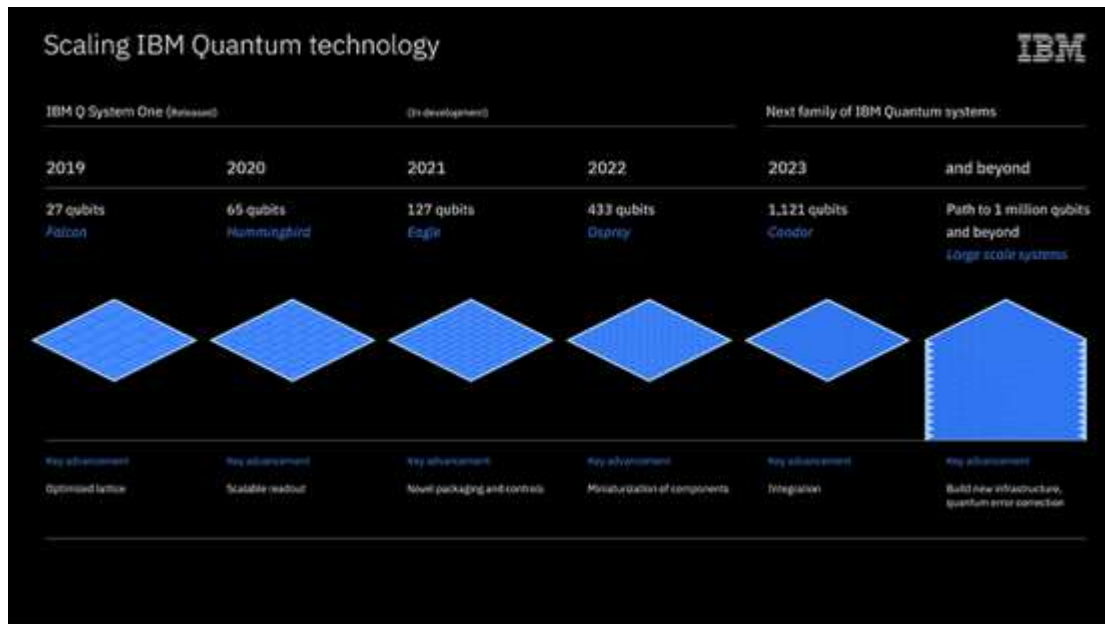 Scaling IBM Quantum technology
IBM
IBM Q System One (Released)
(In development)
Next family of IBM Quantum systems
2019
2020
2021
2022
2023
and beyond
27 qubits
Falcon
65 qubits
Hummingbird
127 qubits
Eagle
433 qubits
Osprey
1,121 qubits
Condor
Path to 1 million qubits
and beyond
Large scale systems
Key advancement
Optimized lattice
Key advancement
Scalable readout
Key advancement
Novel packaging and controls
Key advancement
Miniaturization of components
Key advancement
Integration
Key advancement
Build new infrastructure,
quantum error correction